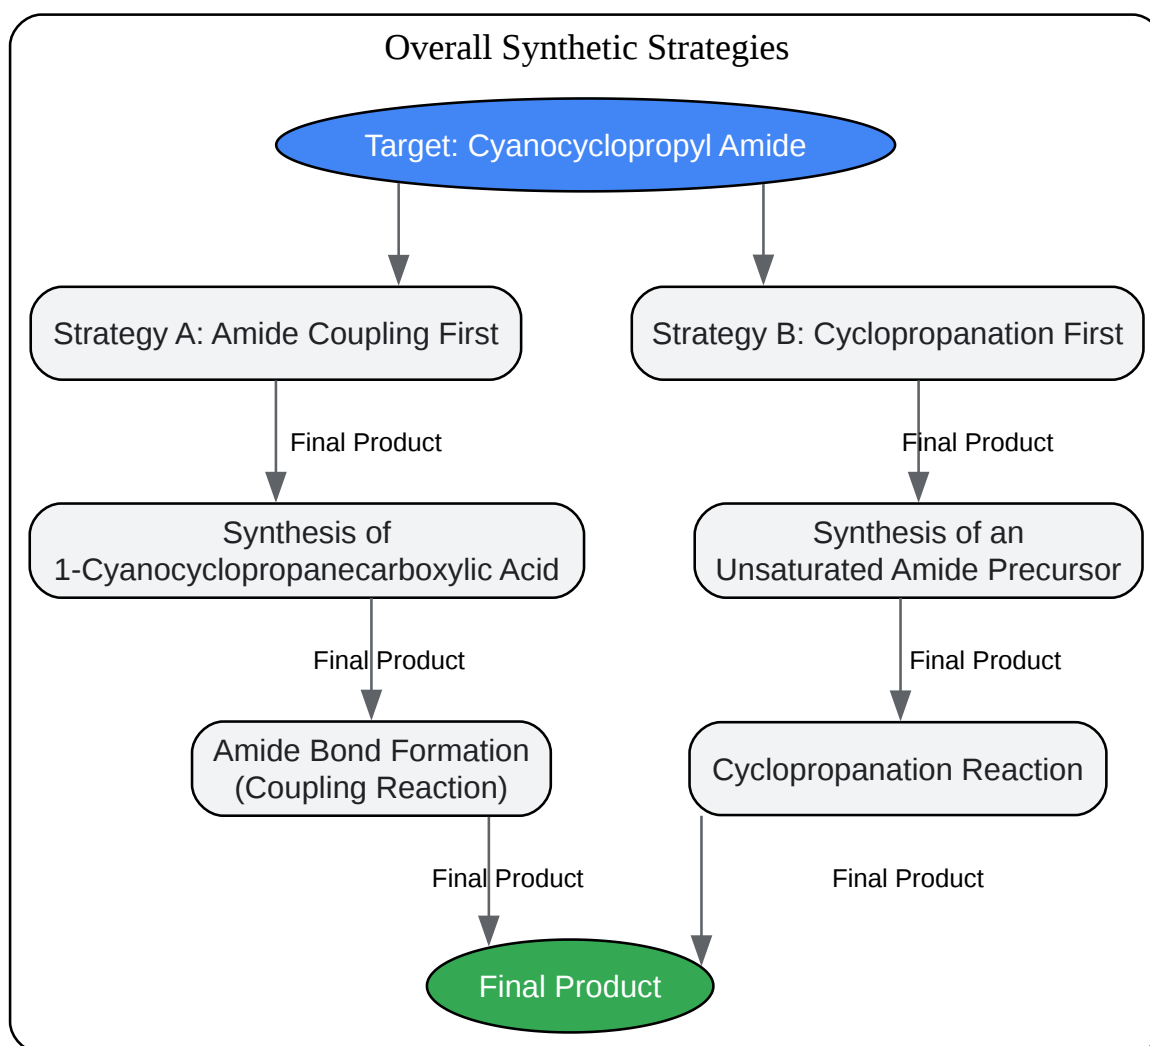 Overall Synthetic Strategies
Target: Cyanocyclopropyl Amide
Strategy A: Amide Coupling First
Strategy B: Cyclopropanation First
Final Product
Final Product
Synthesis of
1-Cyanocyclopropanecarboxylic Acid
Synthesis of an
Unsaturated Amide Precursor
Final Product
Final Product
Amide Bond Formation
(Coupling Reaction)
Cyclopropanation Reaction
Final Product
Final Product
Final Product